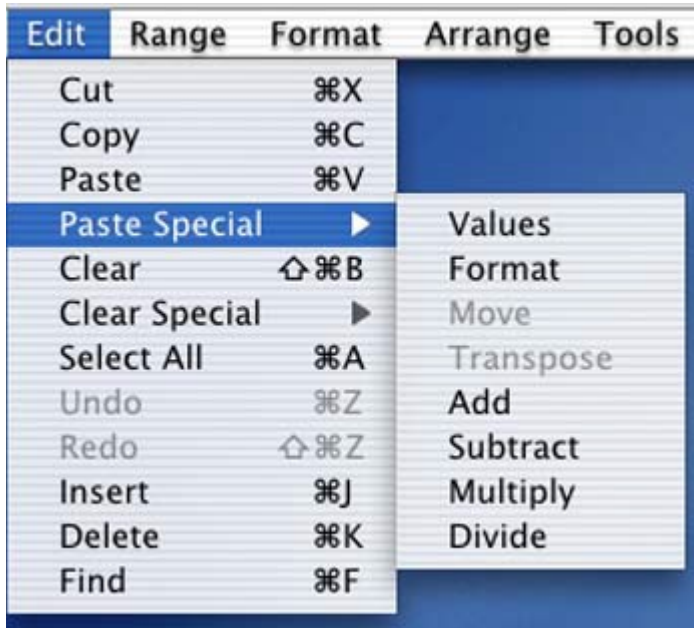 Edit Range Format Arrange Tools
Cut ⌘X
Copy ⌘C
Paste ⌘V
Paste Special ▶
Clear ⇧⌘B
Clear Special ▶
Select All ⌘A
Undo ⌘Z
Redo ⇧⌘Z
Insert ⌘J
Delete ⌘K
Find ⌘F
Values
Format
Move
Transpose
Add
Subtract
Multiply
Divide